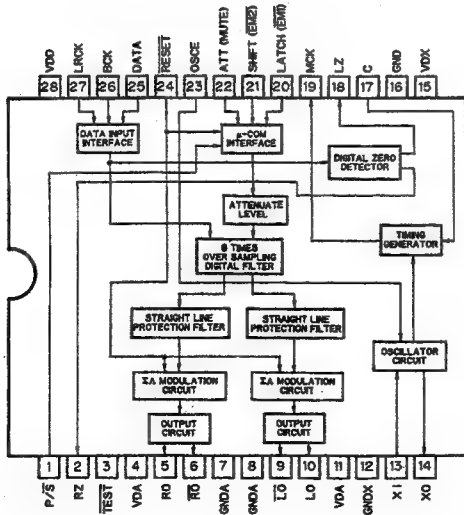 VDD LRCK BCK DATA RESET OSCE ATT (MUTE) SHIFT (EM2) LATCH (EM1) MCK LZ C GND VDX
28 27 26 25 24 23 22 21 20 19 18 17 16 15
DATA INPUT
INTERFACE
μ-COM
INTERFACE
DIGITAL ZERO
DETECTOR
ATTENUATE
LEVEL
8 TIMES
OVER SAMPLING
DIGITAL FILTER
TIMING
GENERATOR
STRAIGHT LINE
PROTECTION FILTER
STRAIGHT LINE
PROTECTION FILTER
OSCILLATOR
CIRCUIT
ΣΔ MODULATION
CIRCUIT
ΣΔ MODULATION
CIRCUIT
OUTPUT
CIRCUIT
OUTPUT
CIRCUIT
1 2 3 4 5 6 7 8 9 10 11 12 13 14
P/S RZ TEST VDA RO RO GNDA GNDA LO LO VDA GNDX XI XO